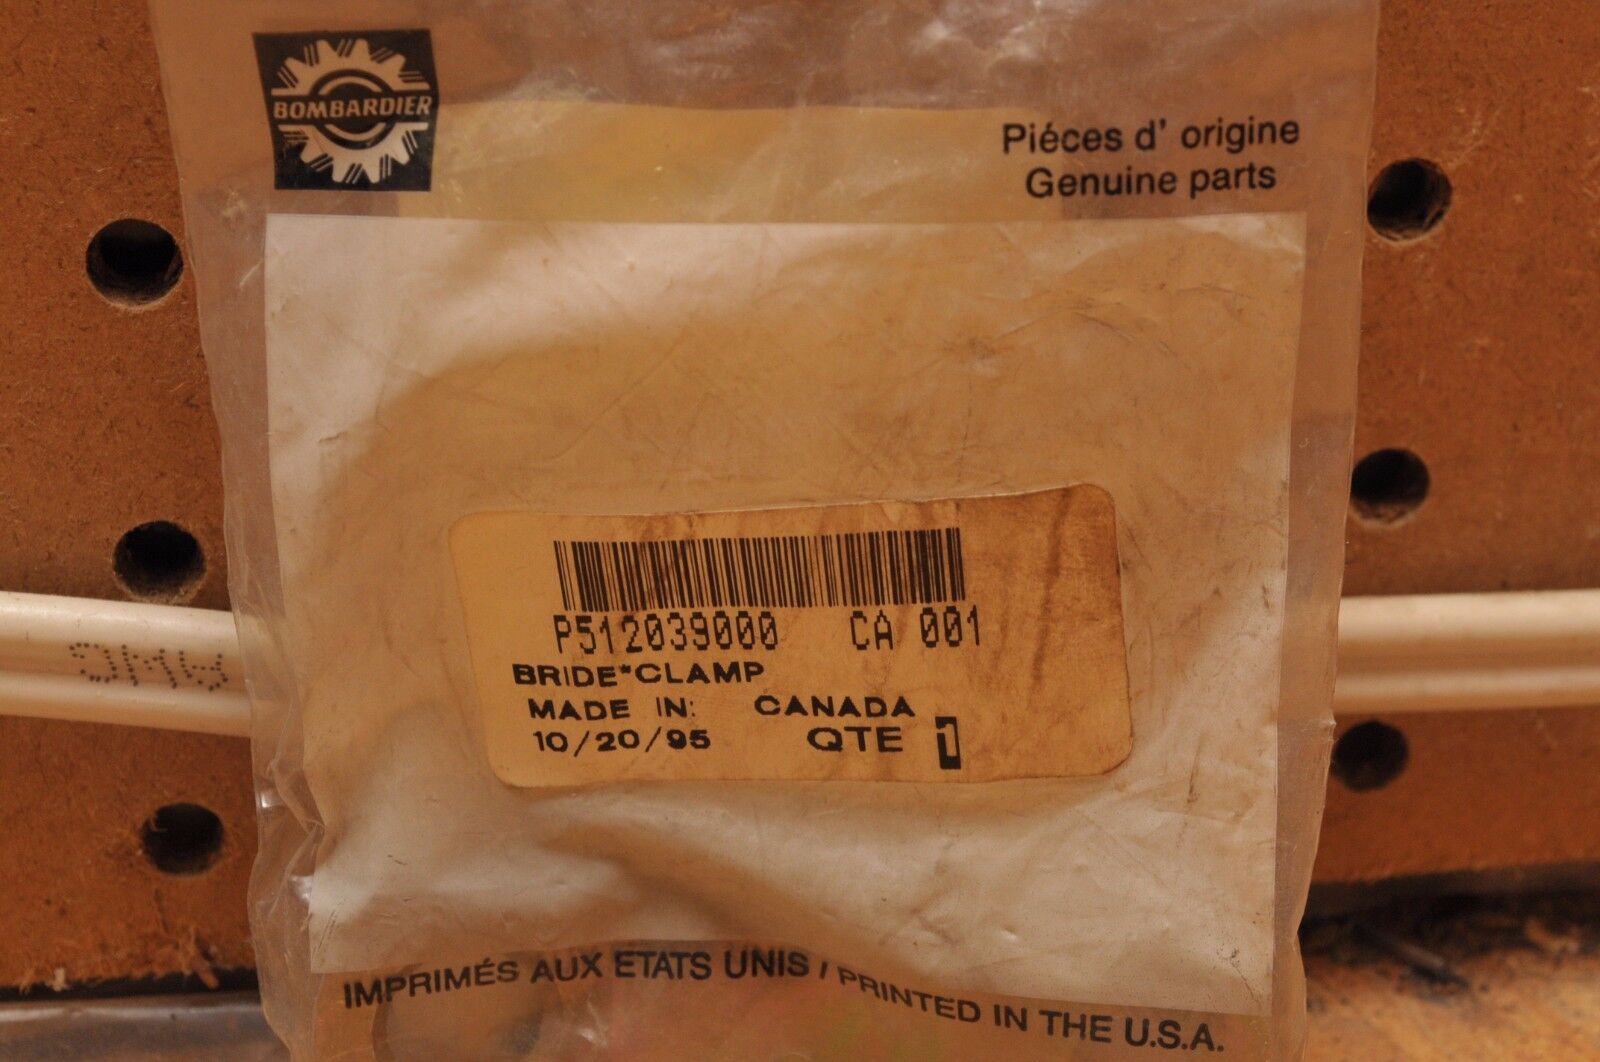 BOMBARDIER
Piéces d' origine
Genuine parts
P512039000 CA 001
BRIDE*CLAMP
MADE IN: CANADA
10/20/95 QTE 1
AWG
IMPRIMÉS AUX ETATS UNIS / PRINTED IN THE U.S.A.